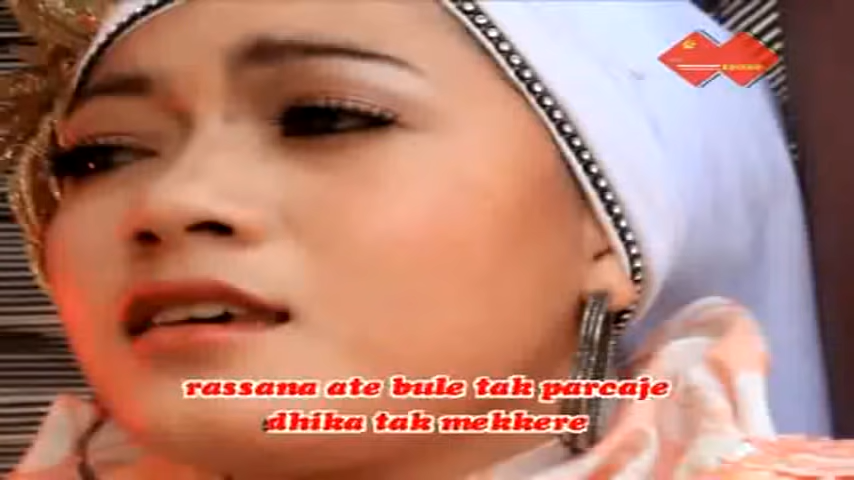 rassana ate bule tak parcaje
dhika tak mekkere